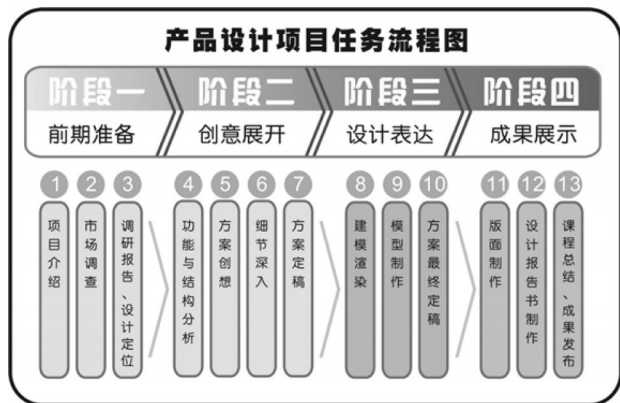 产品设计项目任务流程图
阶段一 阶段二 阶段三 阶段四
前期准备 创意展开 设计表达 成果展示
1 2 3 4 5 6 7 8 9 10 11 12 13
项目介绍
市场调查
调研报告、设计定位
功能与结构分析
方案创想
细节深入
方案定稿
建模渲染
模型制作
方案最终定稿
版面制作
设计报告书制作
课程总结、成果发布